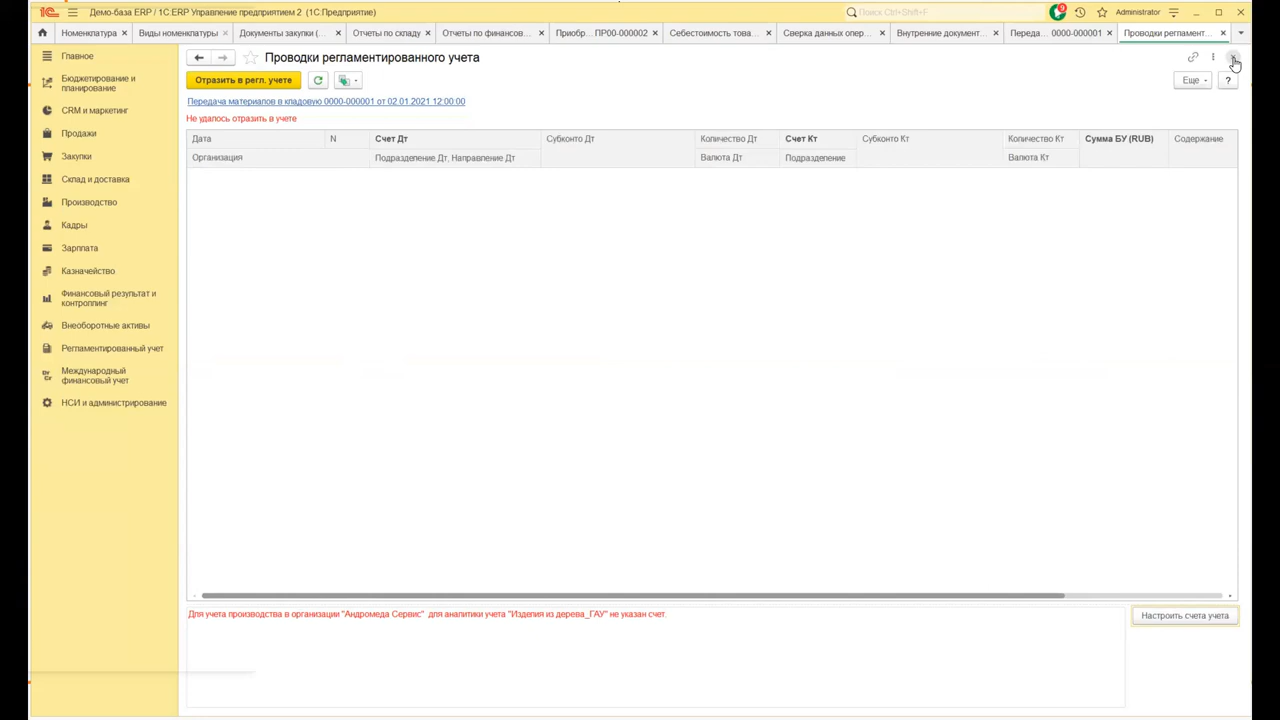 Демо-база ERP / 1С:ERP Управление предприятием 2 (1С:Предприятие)
Поиск Ctrl+Shift+F
Administrator
Номенклатура
Виды номенклатуры
Документы закупки (...
Отчеты по складу
Отчеты по финансов...
Приобр... ПР00-000002
Себестоимость това...
Сверка данных опер...
Внутренние документ...
Переда... 0000-000001
Проводки регламент...
Главное
Бюджетирование и
планирование
CRM и маркетинг
Продажи
Закупки
Склад и доставка
Производство
Кадры
Зарплата
Казначейство
Финансовый результат и
контроллинг
Внеоборотные активы
Регламентированный учет
Международный
финансовый учет
НСИ и администрирование
Проводки регламентированного учета
Отразить в регл. учете
Еще
?
Передача материалов в кладовую 0000-000001 от 02.01.2021 12:00:00
Не удалось отразить в учете
Дата N Счет Дт Субконто Дт Количество Дт Счет Кт Субконто Кт Количество Кт Сумма БУ (RUB) Содержание
Организация Подразделение Дт, Направление Дт Валюта Дт Подразделение Валюта Кт
Для учета производства в организации "Андромеда Сервис" для аналитики учета "Изделия из дерева_ГАУ" не указан счет.
Настроить счета учета